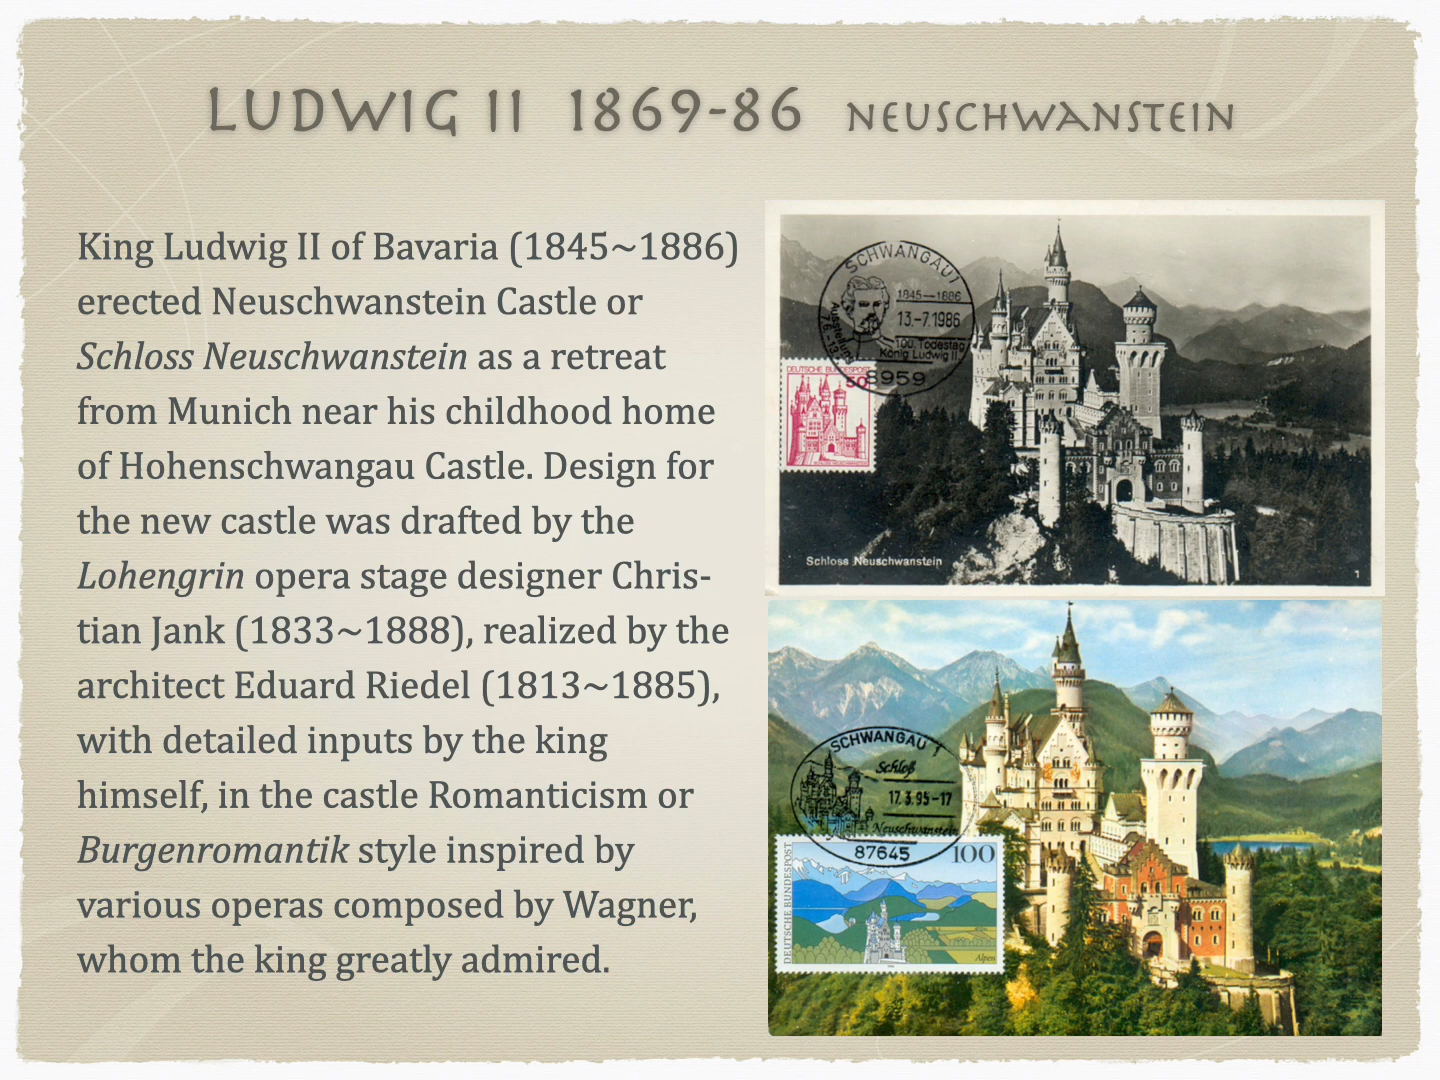 LUDWIG II 1869-86 NEUSCHWANSTEIN
King Ludwig II of Bavaria (1845~1886)
erected Neuschwanstein Castle or
Schloss Neuschwanstein as a retreat
from Munich near his childhood home
of Hohenschwangau Castle. Design for
the new castle was drafted by the
Lohengrin opera stage designer Chris-
tian Jank (1833~1888), realized by the
architect Eduard Riedel (1813~1885),
with detailed inputs by the king
himself, in the castle Romanticism or
Burgenromantik style inspired by
various operas composed by Wagner,
whom the king greatly admired.
SCHWANGAU 1
1845—1886
13.-7.1986
100. Todestag
König Ludwig II.
8959
DEUTSCHE BUNDESPOST
50
SCHLOSS NEUSCHWANSTEIN
Schloss Neuschwanstein
1
SCHWANGAU 1
Schloß
17.3.95-17
Neuschwanstein
87645
DEUTSCHE BUNDESPOST
100
Alpen